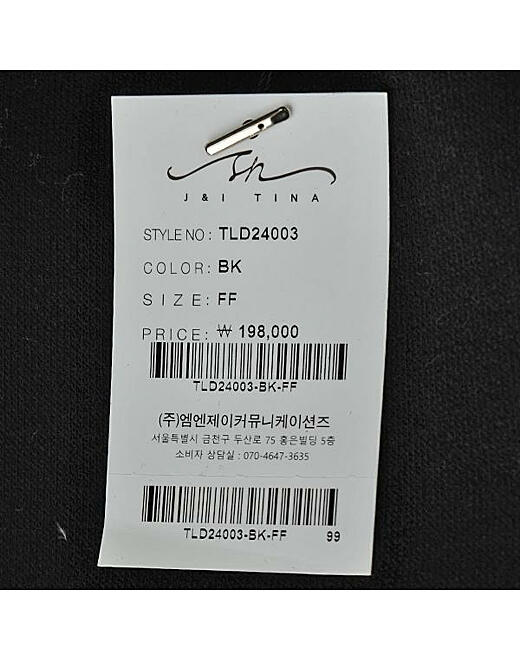 J&I TINA
STYLE NO : TLD24003
COLOR: BK
SIZE: FF
PRICE: ₩ 198,000
TLD24003-BK-FF
(주)엠엔제이커뮤니케이션즈
서울특별시 금천구 두산로 75 홍은빌딩 5층
소비자 상담실 : 070-4647-3635
TLD24003-BK-FF 99